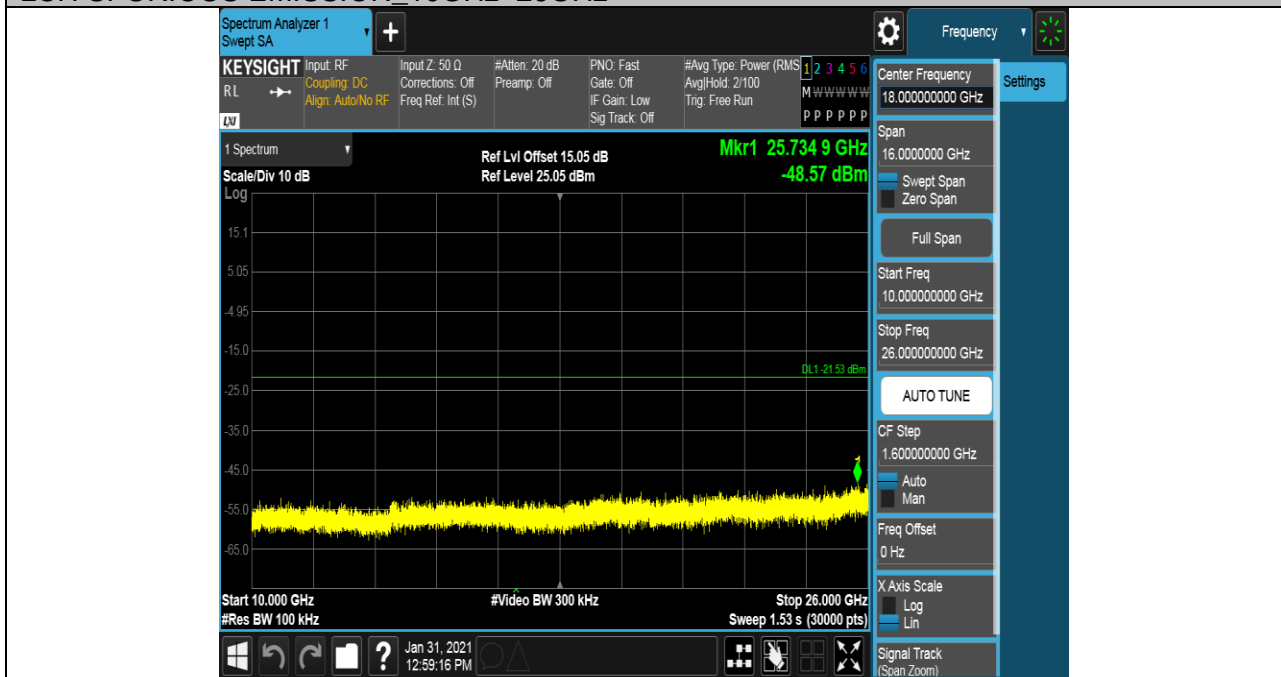 Spectrum Analyzer 1
Swept SA
+
Frequency
KEYSIGHT
RL
LXI
Input: RF
Coupling: DC
Align: Auto/No RF
Input Z: 50 Ω
Corrections: Off
Freq Ref: Int (S)
#Atten: 20 dB
Preamp: Off
PNO: Fast
Gate: Off
IF Gain: Low
Sig Track: Off
#Avg Type: Power (RMS
Avg|Hold: 2/100
Trig: Free Run
1 2 3 4 5 6
M W W W W W
P P P P P P
1 Spectrum
Scale/Div 10 dB
Log
Ref Lvl Offset 15.05 dB
Ref Level 25.05 dBm
Mkr1 25.734 9 GHz
-48.57 dBm
15.1
5.05
-4.95
-15.0
DL1 -21.53 dBm
-25.0
-35.0
-45.0
1
-55.0
-65.0
Start 10.000 GHz
#Res BW 100 kHz
#Video BW 300 kHz
Stop 26.000 GHz
Sweep 1.53 s (30000 pts)
?
Jan 31, 2021
12:59:16 PM
Center Frequency
18.000000000 GHz
Span
16.0000000 GHz
Swept Span
Zero Span
Full Span
Start Freq
10.000000000 GHz
Stop Freq
26.000000000 GHz
AUTO TUNE
CF Step
1.600000000 GHz
Auto
Man
Freq Offset
0 Hz
X Axis Scale
Log
Lin
Signal Track
(Span Zoom)
Settings